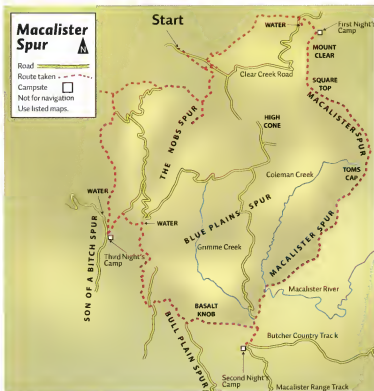 Macalister
Spur
N
Road
Route taken
Campsite
Not for navigation
Use listed maps.
Start
WATER
First Night's
Camp
MOUNT
CLEAR
Clear Creek Road
SQUARE
TOP
MACALISTER SPUR
THE NOBS SPUR
HIGH
CONE
TOMS
CAP
Coleman Creek
WATER
WATER
BLUE PLAINS SPUR
MACALISTER SPUR
SON OF A BITCH SPUR
Grimme Creek
Third Night's
Camp
Macalister River
BASALT
KNOB
BULL PLAIN SPUR
Butcher Country Track
Second Night's
Camp
Macalister Range Track